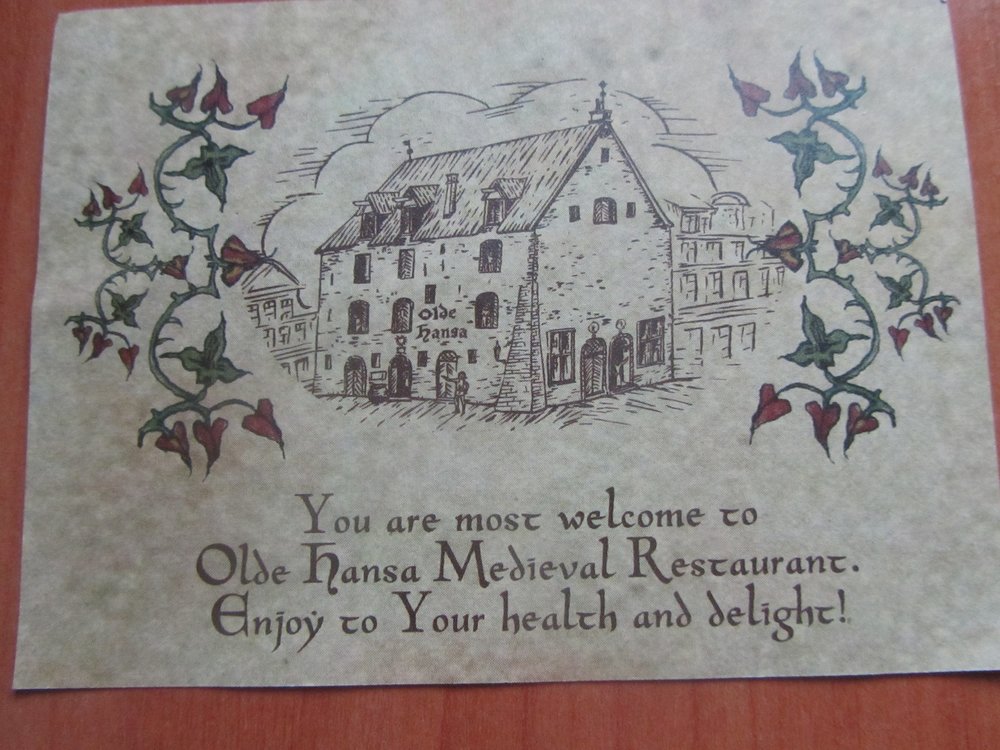 Olde
hansa
You are most welcome to
Olde Hansa Medieval Restaurant.
Enjoy to Your health and delight!